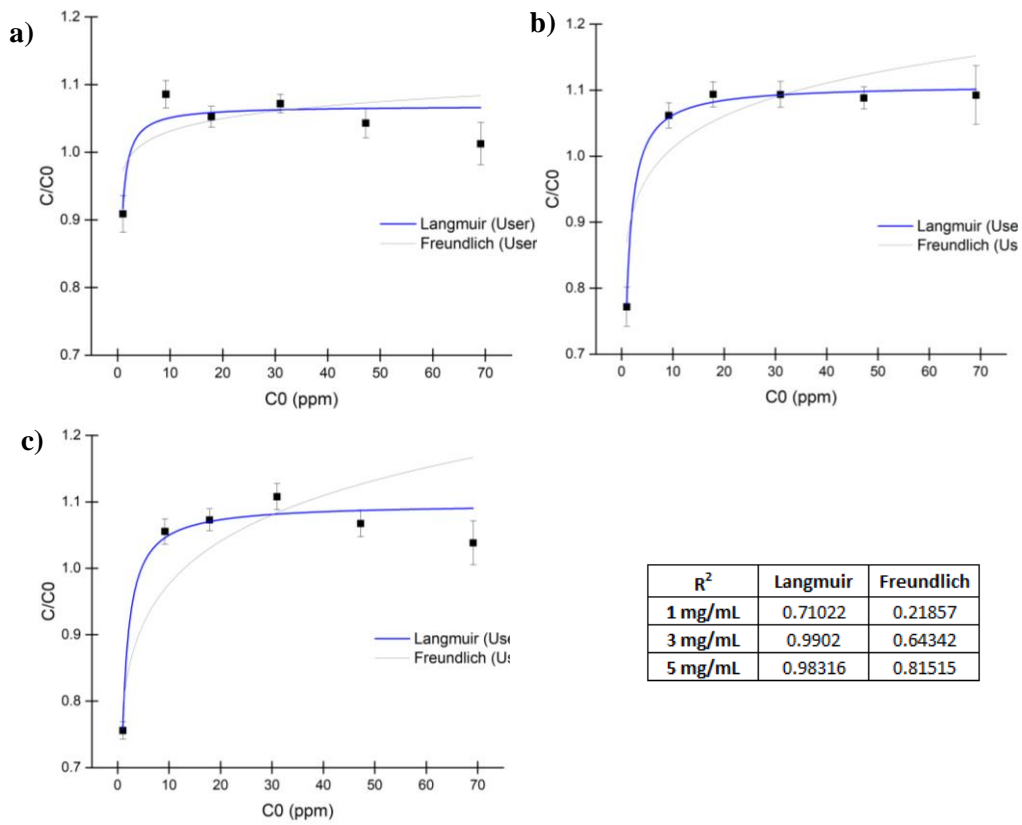 a)
1.2
1.1
1.0
0.9
0.8
0.7
C/C0
0 10 20 30 40 50 60 70
C0 (ppm)
Langmuir (User)
Freundlich (User
b)
1.2
1.1
1.0
0.9
0.8
0.7
C/C0
0 10 20 30 40 50 60 70
C0 (ppm)
Langmuir (Use
Freundlich (Us
c)
1.2
1.1
1.0
0.9
0.8
0.7
C/C0
0 10 20 30 40 50 60 70
C0 (ppm)
Langmuir (Use
Freundlich (Us
R² Langmuir Freundlich
1 mg/mL 0.71022 0.21857
3 mg/mL 0.9902 0.64342
5 mg/mL 0.98316 0.81515